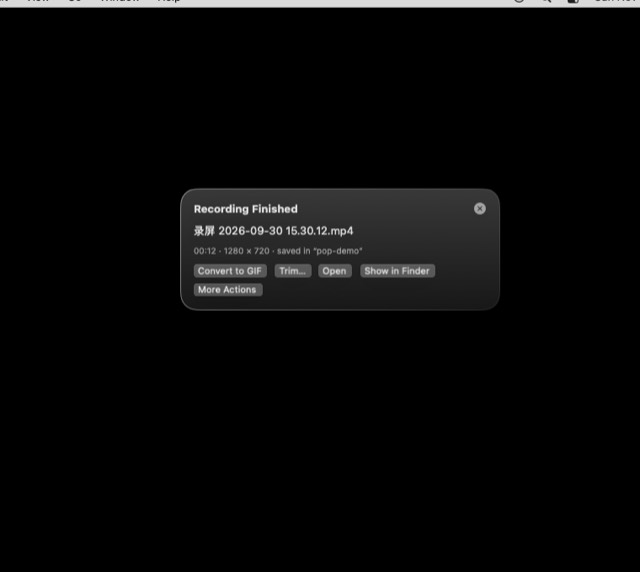 Recording Finished
录屏 2026-09-30 15.30.12.mp4
00:12 · 1280 × 720 · saved in "pop-demo"
Convert to GIF Trim... Open Show in Finder
More Actions